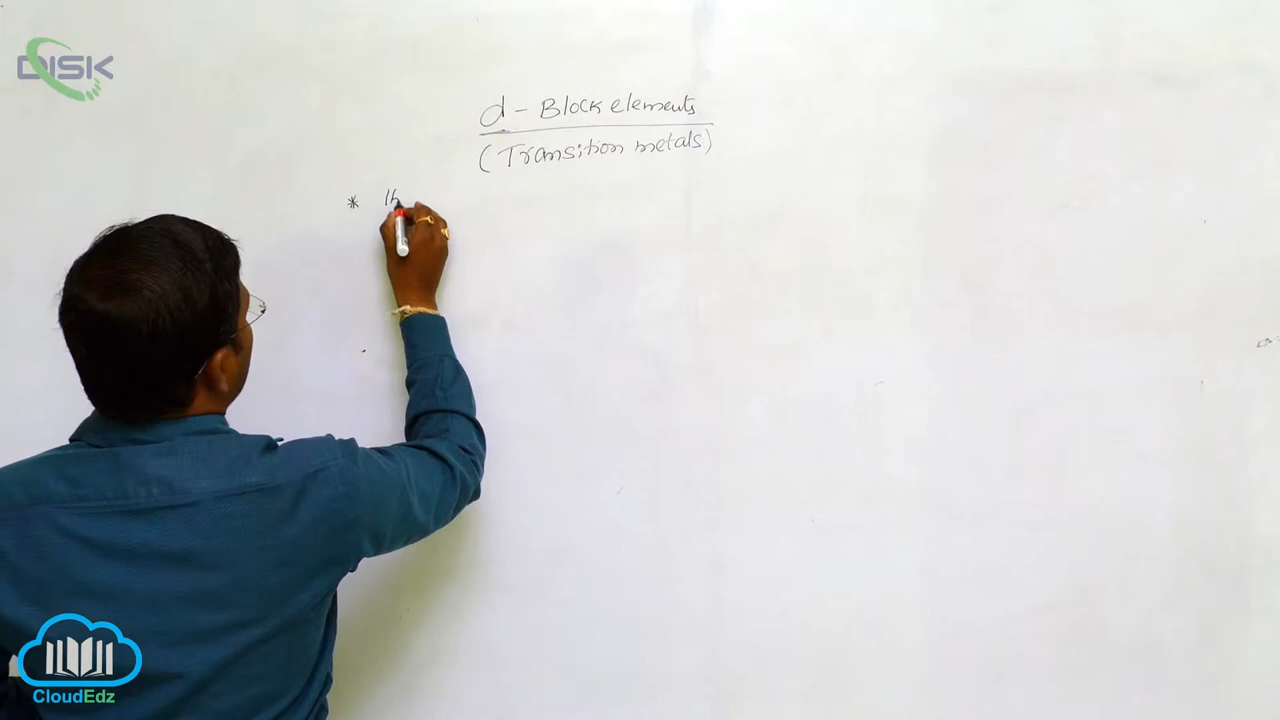 DISK
d - Block elements
(Transition metals)
*
CloudEdz